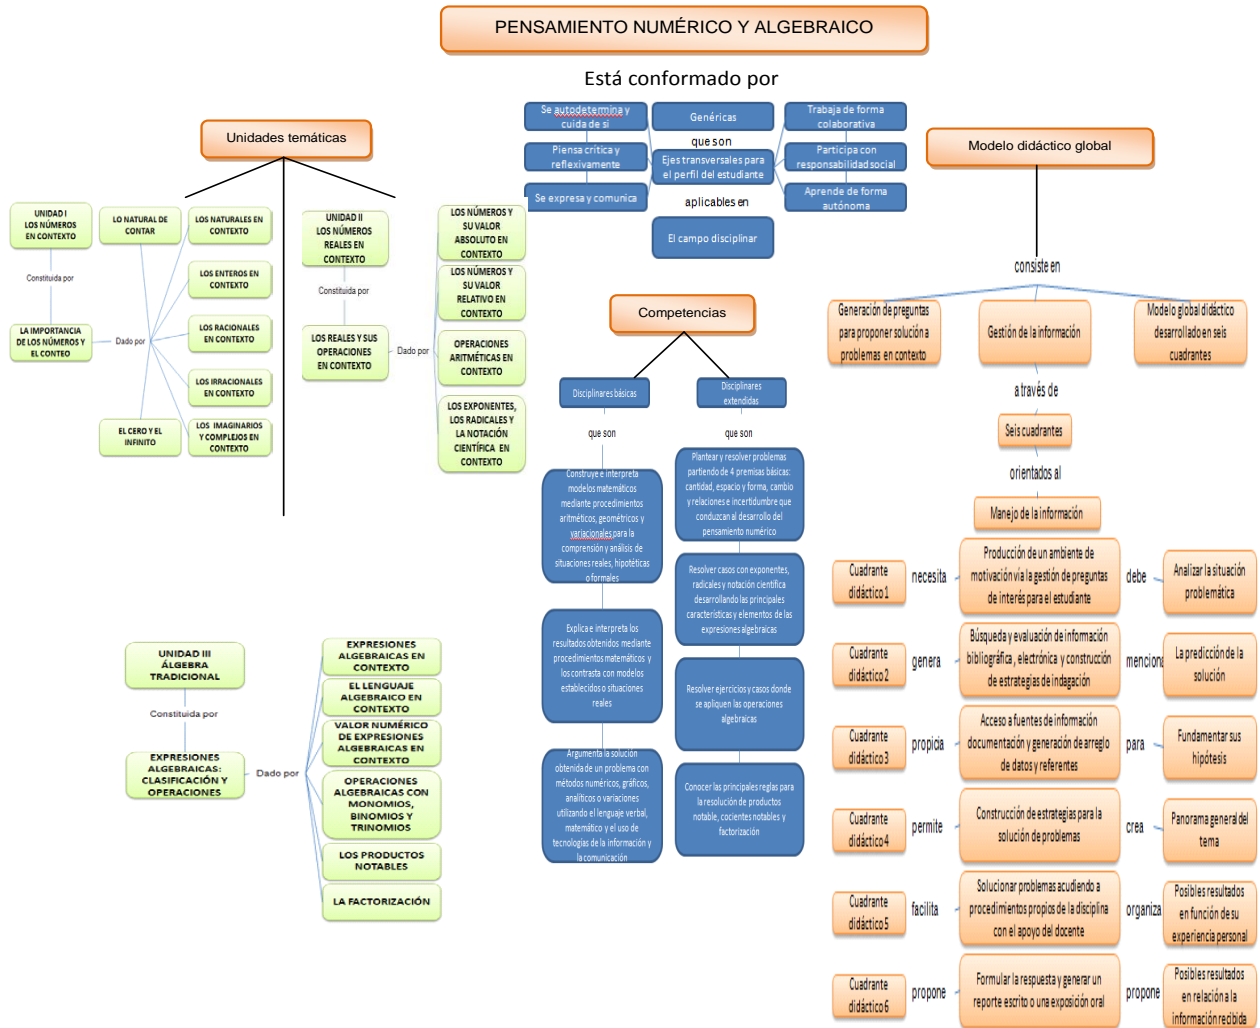 PENSAMIENTO NUMÉRICO Y ALGEBRAICO
Está conformado por
Unidades temáticas
UNIDAD I
LOS NÚMEROS
EN CONTEXTO
Constituida por
LA IMPORTANCIA
DE LOS NÚMEROS Y
EL CONTEO
Dado por
LO NATURAL DE
CONTAR
EL CERO Y EL
INFINITO
LOS NATURALES EN
CONTEXTO
LOS ENTEROS EN
CONTEXTO
LOS RACIONALES
EN CONTEXTO
LOS IRRACIONALES
EN CONTEXTO
LOS IMAGINARIOS
Y COMPLEJOS EN
CONTEXTO
UNIDAD II
LOS NÚMEROS
REALES EN
CONTEXTO
Constituida por
LOS REALES Y SUS
OPERACIONES
EN CONTEXTO
Dado por
LOS NÚMEROS Y
SU VALOR
ABSOLUTO EN
CONTEXTO
LOS NÚMEROS Y
SU VALOR
RELATIVO EN
CONTEXTO
OPERACIONES
ARITMÉTICAS EN
CONTEXTO
LOS EXPONENTES,
LOS RADICALES Y
LA NOTACIÓN
CIENTÍFICA EN
CONTEXTO
UNIDAD III
ÁLGEBRA
TRADICIONAL
Constituida por
EXPRESIONES
ALGEBRAICAS:
CLASIFICACIÓN Y
OPERACIONES
Dado por
EXPRESIONES
ALGEBRAICAS EN
CONTEXTO
EL LENGUAJE
ALGEBRAICO EN
CONTEXTO
VALOR NUMÉRICO
DE EXPRESIONES
ALGEBRAICAS EN
CONTEXTO
OPERACIONES
ALGEBRAICAS CON
MONOMIOS,
BINOMIOS Y
TRINOMIOS
LOS PRODUCTOS
NOTABLES
LA FACTORIZACIÓN
Se autodetermina y
cuida de si
Piensa crítica y
reflexivamente
Se expresa y comunica
Genéricas
que son
Ejes transversales para
el perfil del estudiante
aplicables en
El campo disciplinar
Trabaja de forma
colaborativa
Participa con
responsabilidad social
Aprende de forma
autónoma
Competencias
Disciplinares básicas
que son
Construye e interpreta
modelos matemáticos
mediante procedimientos
aritméticos, geométricos y
variacionales para la
comprensión y análisis de
situaciones reales, hipotéticas
o formales
Explica e interpreta los
resultados obtenidos mediante
procedimientos matemáticos y
los contrasta con modelos
establecidos o situaciones
reales
Argumenta la solución
obtenida de un problema con
métodos numéricos, gráficos,
analíticos o variaciones
utilizando el lenguaje verbal,
matemático y el uso de
tecnologías de la información y
la comunicación
Disciplinares
extendidas
que son
Plantear y resolver problemas
partiendo de 4 premisas básicas:
cantidad, espacio y forma, cambio
y relaciones e incertidumbre que
conduzcan al desarrollo del
pensamiento numérico
Resolver casos con exponentes,
radicales y notación científica
desarrollando las principales
características y elementos de las
expresiones algebraicas
Resolver ejercicios y casos donde
se apliquen las operaciones
algebraicas
Conocer las principales reglas para
la resolución de productos
notable, cocientes notables y
factorización
Modelo didáctico global
consiste en
Generación de preguntas
para proponer solución a
problemas en contexto
Gestión de la información
Modelo global didáctico
desarrollado en seis
cuadrantes
através de
Seis cuadrantes
orientados al
Manejo de la información
Cuadrante
didáctico1
necesita
Producción de un ambiente de
motivación vía la gestión de preguntas
de interés para el estudiante
debe
Analizar la situación
problemática
Cuadrante
didáctico2
genera
Búsqueda y evaluación de información
bibliográfica , electrónica y construcción
de estrategias de indagación
menciona
La predicción de la
solución
Cuadrante
didáctico3
propicia
Acceso a fuentes de información
documentación y generación de arreglo
de datos y referentes
para
Fundamentar sus
hipótesis
Cuadrante
didáctico4
permite
Construcción de estrategias para la
solución de problemas
crea
Panorama general del
tema
Cuadrante
didáctico5
facilita
Solucionar problemas acudiendo a
procedimientos propios de la disciplina
con el apoyo del docente
organiza
Posibles resultados
en función de su
experiencia personal
Cuadrante
didáctico6
propone
Formular la respuesta y generar un
reporte escrito o una exposición oral
propone
Posibles resultados
en relación a la
información recibida